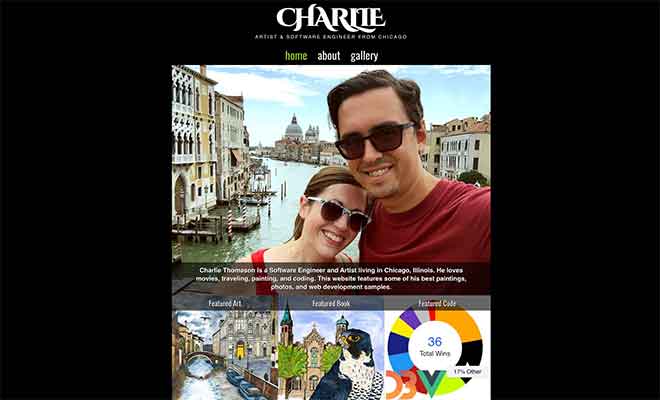 CHARLIE
ARTIST & SOFTWARE ENGINEER FROM CHICAGO
home about gallery
Charlie Thomason is a Software Engineer and Artist living in Chicago, Illinois. He loves
movies, traveling, painting, and coding. This website features some of his best paintings,
photos, and web development samples.
Featured Art
Featured Book
Featured Code
36
Total Wins
17% Other